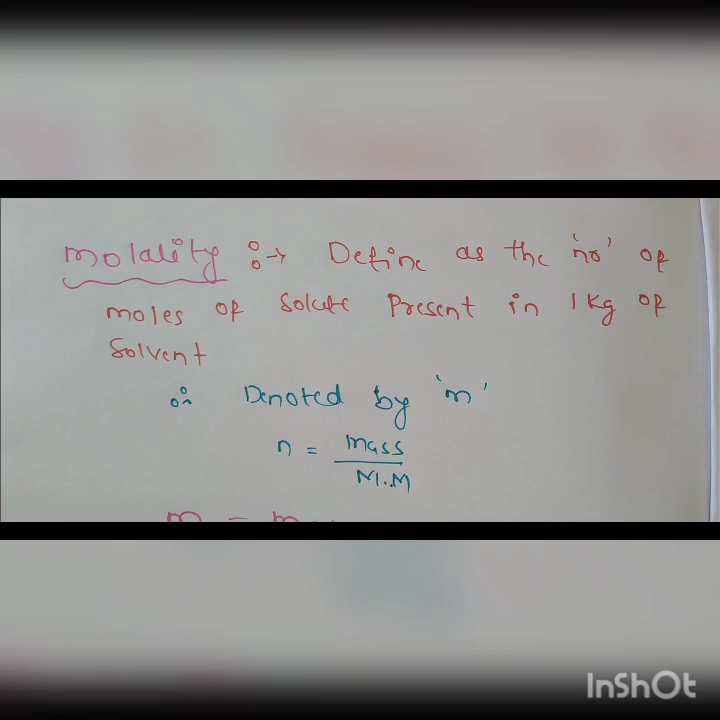 molality :→ Define as the 'no' of
moles of solute Present in 1 Kg of
Solvent
∴ Denoted by 'm'
n = mass
M.M
m =
InShOt